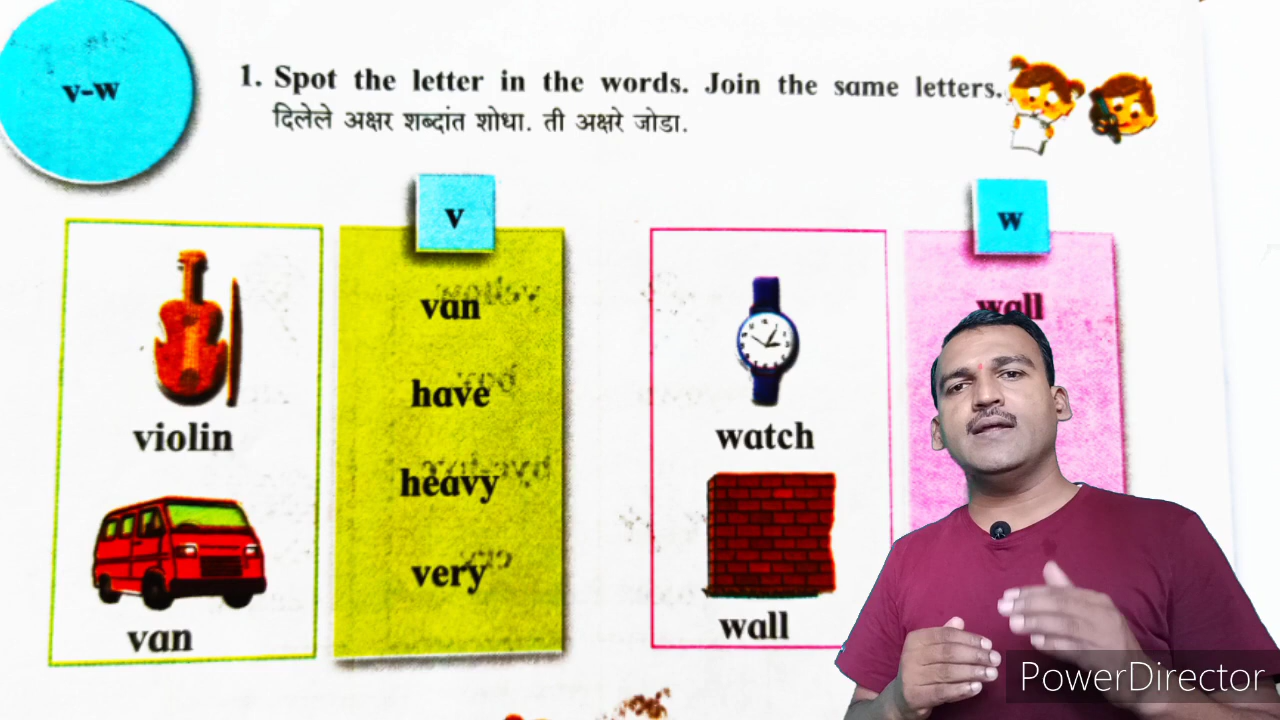 v-w
1. Spot the letter in the words. Join the same letters.
दिलेले अक्षर शब्दांत शोधा. ती अक्षरे जोडा.
violin
van
v
van
have
heavy
very
watch
wall
w
wall
PowerDirector